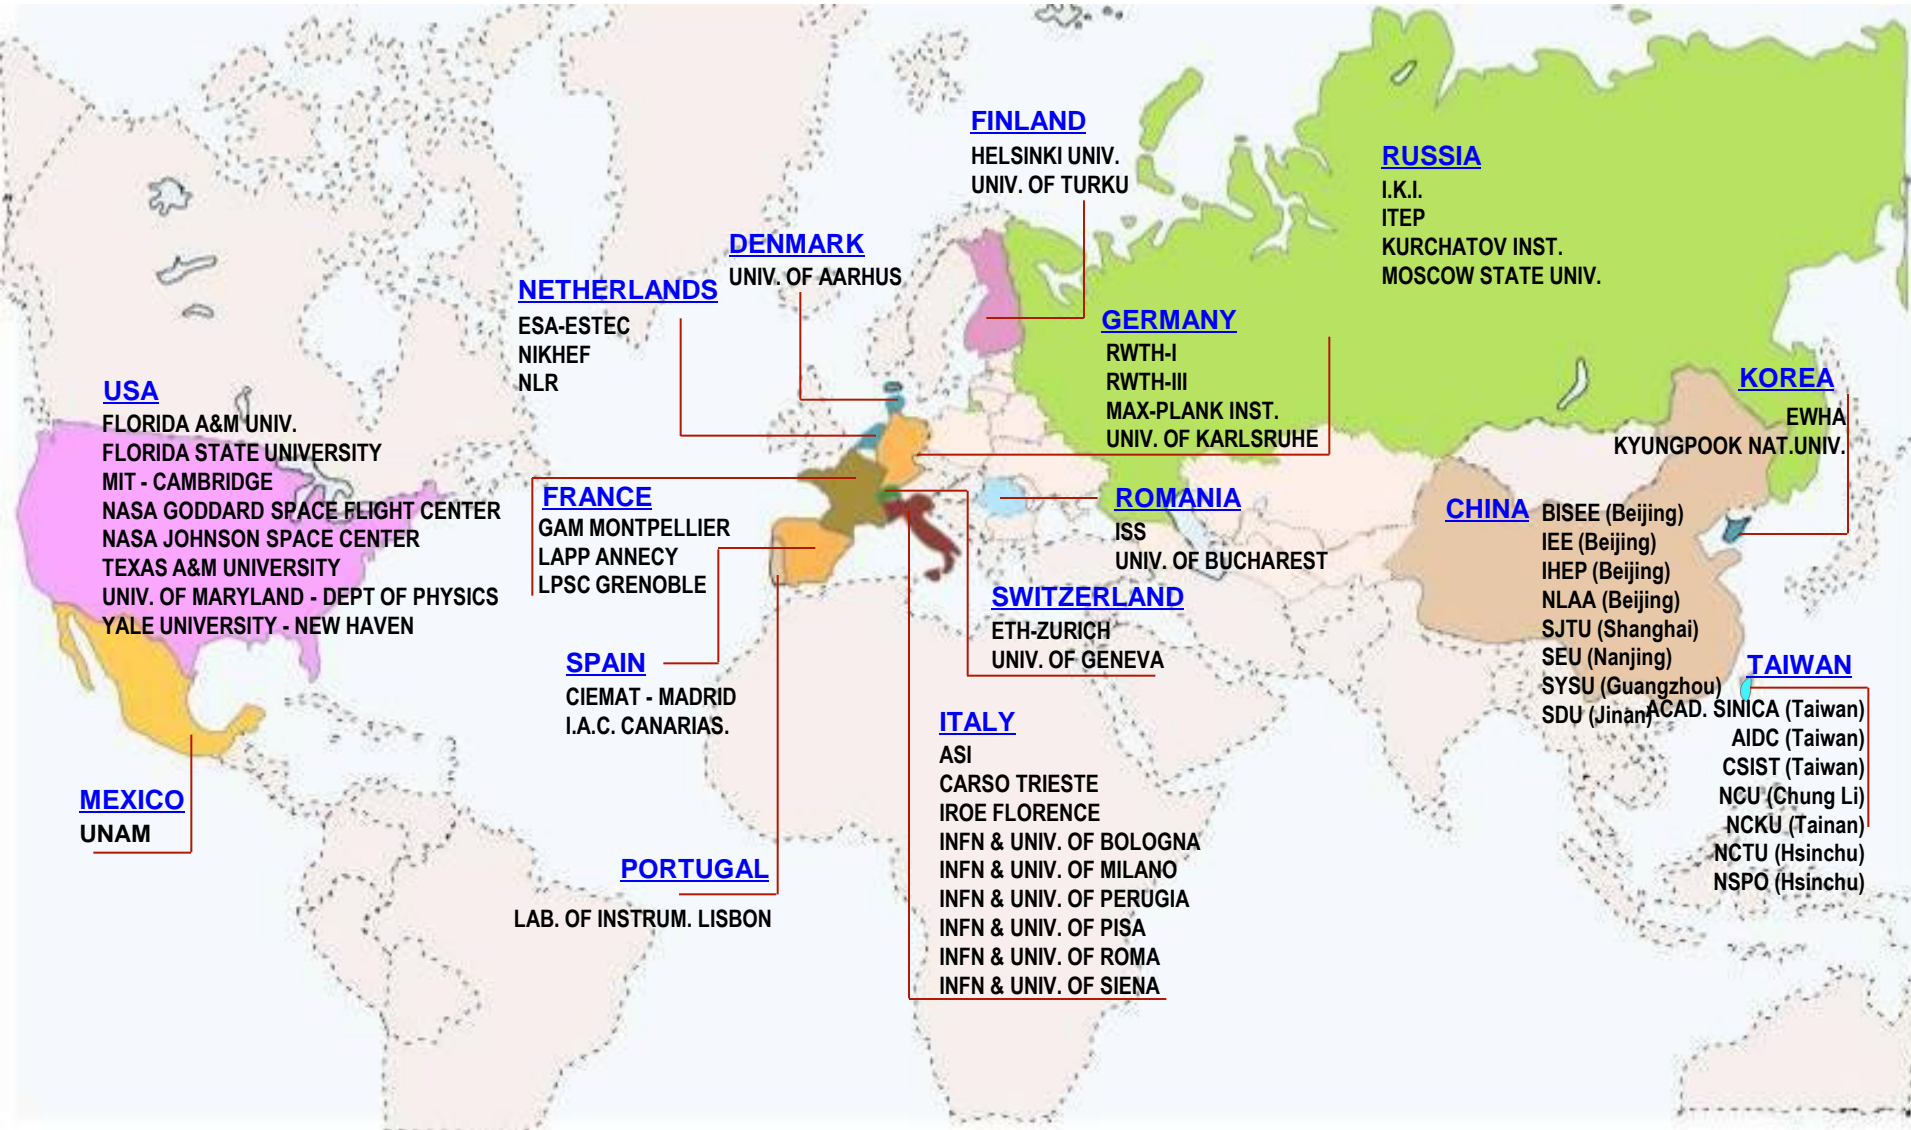 FINLAND
HELSINKI UNIV.
UNIV. OF TURKU
RUSSIA
I.K.I.
ITEP
KURCHATOV INST.
MOSCOW STATE UNIV.
DENMARK
UNIV. OF AARHUS
NETHERLANDS
ESA-ESTEC
NIKHEF
NLR
GERMANY
RWTH-I
RWTH-III
MAX-PLANK INST.
UNIV. OF KARLSRUHE
USA
FLORIDA A&M UNIV.
FLORIDA STATE UNIVERSITY
MIT - CAMBRIDGE
NASA GODDARD SPACE FLIGHT CENTER
NASA JOHNSON SPACE CENTER
TEXAS A&M UNIVERSITY
UNIV. OF MARYLAND - DEPT OF PHYSICS
YALE UNIVERSITY - NEW HAVEN
KOREA
EWHA
KYUNGPOOK NAT.UNIV.
FRANCE
GAM MONTPELLIER
LAPP ANNECY
LPSC GRENOBLE
ROMANIA
ISS
UNIV. OF BUCHAREST
CHINA
BISEE (Beijing)
IEE (Beijing)
IHEP (Beijing)
NLAA (Beijing)
SJTU (Shanghai)
SEU (Nanjing)
SYSU (Guangzhou)
SDU (Jinan)
SWITZERLAND
ETH-ZURICH
UNIV. OF GENEVA
SPAIN
CIEMAT - MADRID
I.A.C. CANARIAS.
TAIWAN
ACAD. SINICA (Taiwan)
AIDC (Taiwan)
CSIST (Taiwan)
NCU (Chung Li)
NCKU (Tainan)
NCTU (Hsinchu)
NSPO (Hsinchu)
ITALY
ASI
CARSO TRIESTE
IROE FLORENCE
INFN & UNIV. OF BOLOGNA
INFN & UNIV. OF MILANO
INFN & UNIV. OF PERUGIA
INFN & UNIV. OF PISA
INFN & UNIV. OF ROMA
INFN & UNIV. OF SIENA
MEXICO
UNAM
PORTUGAL
LAB. OF INSTRUM. LISBON